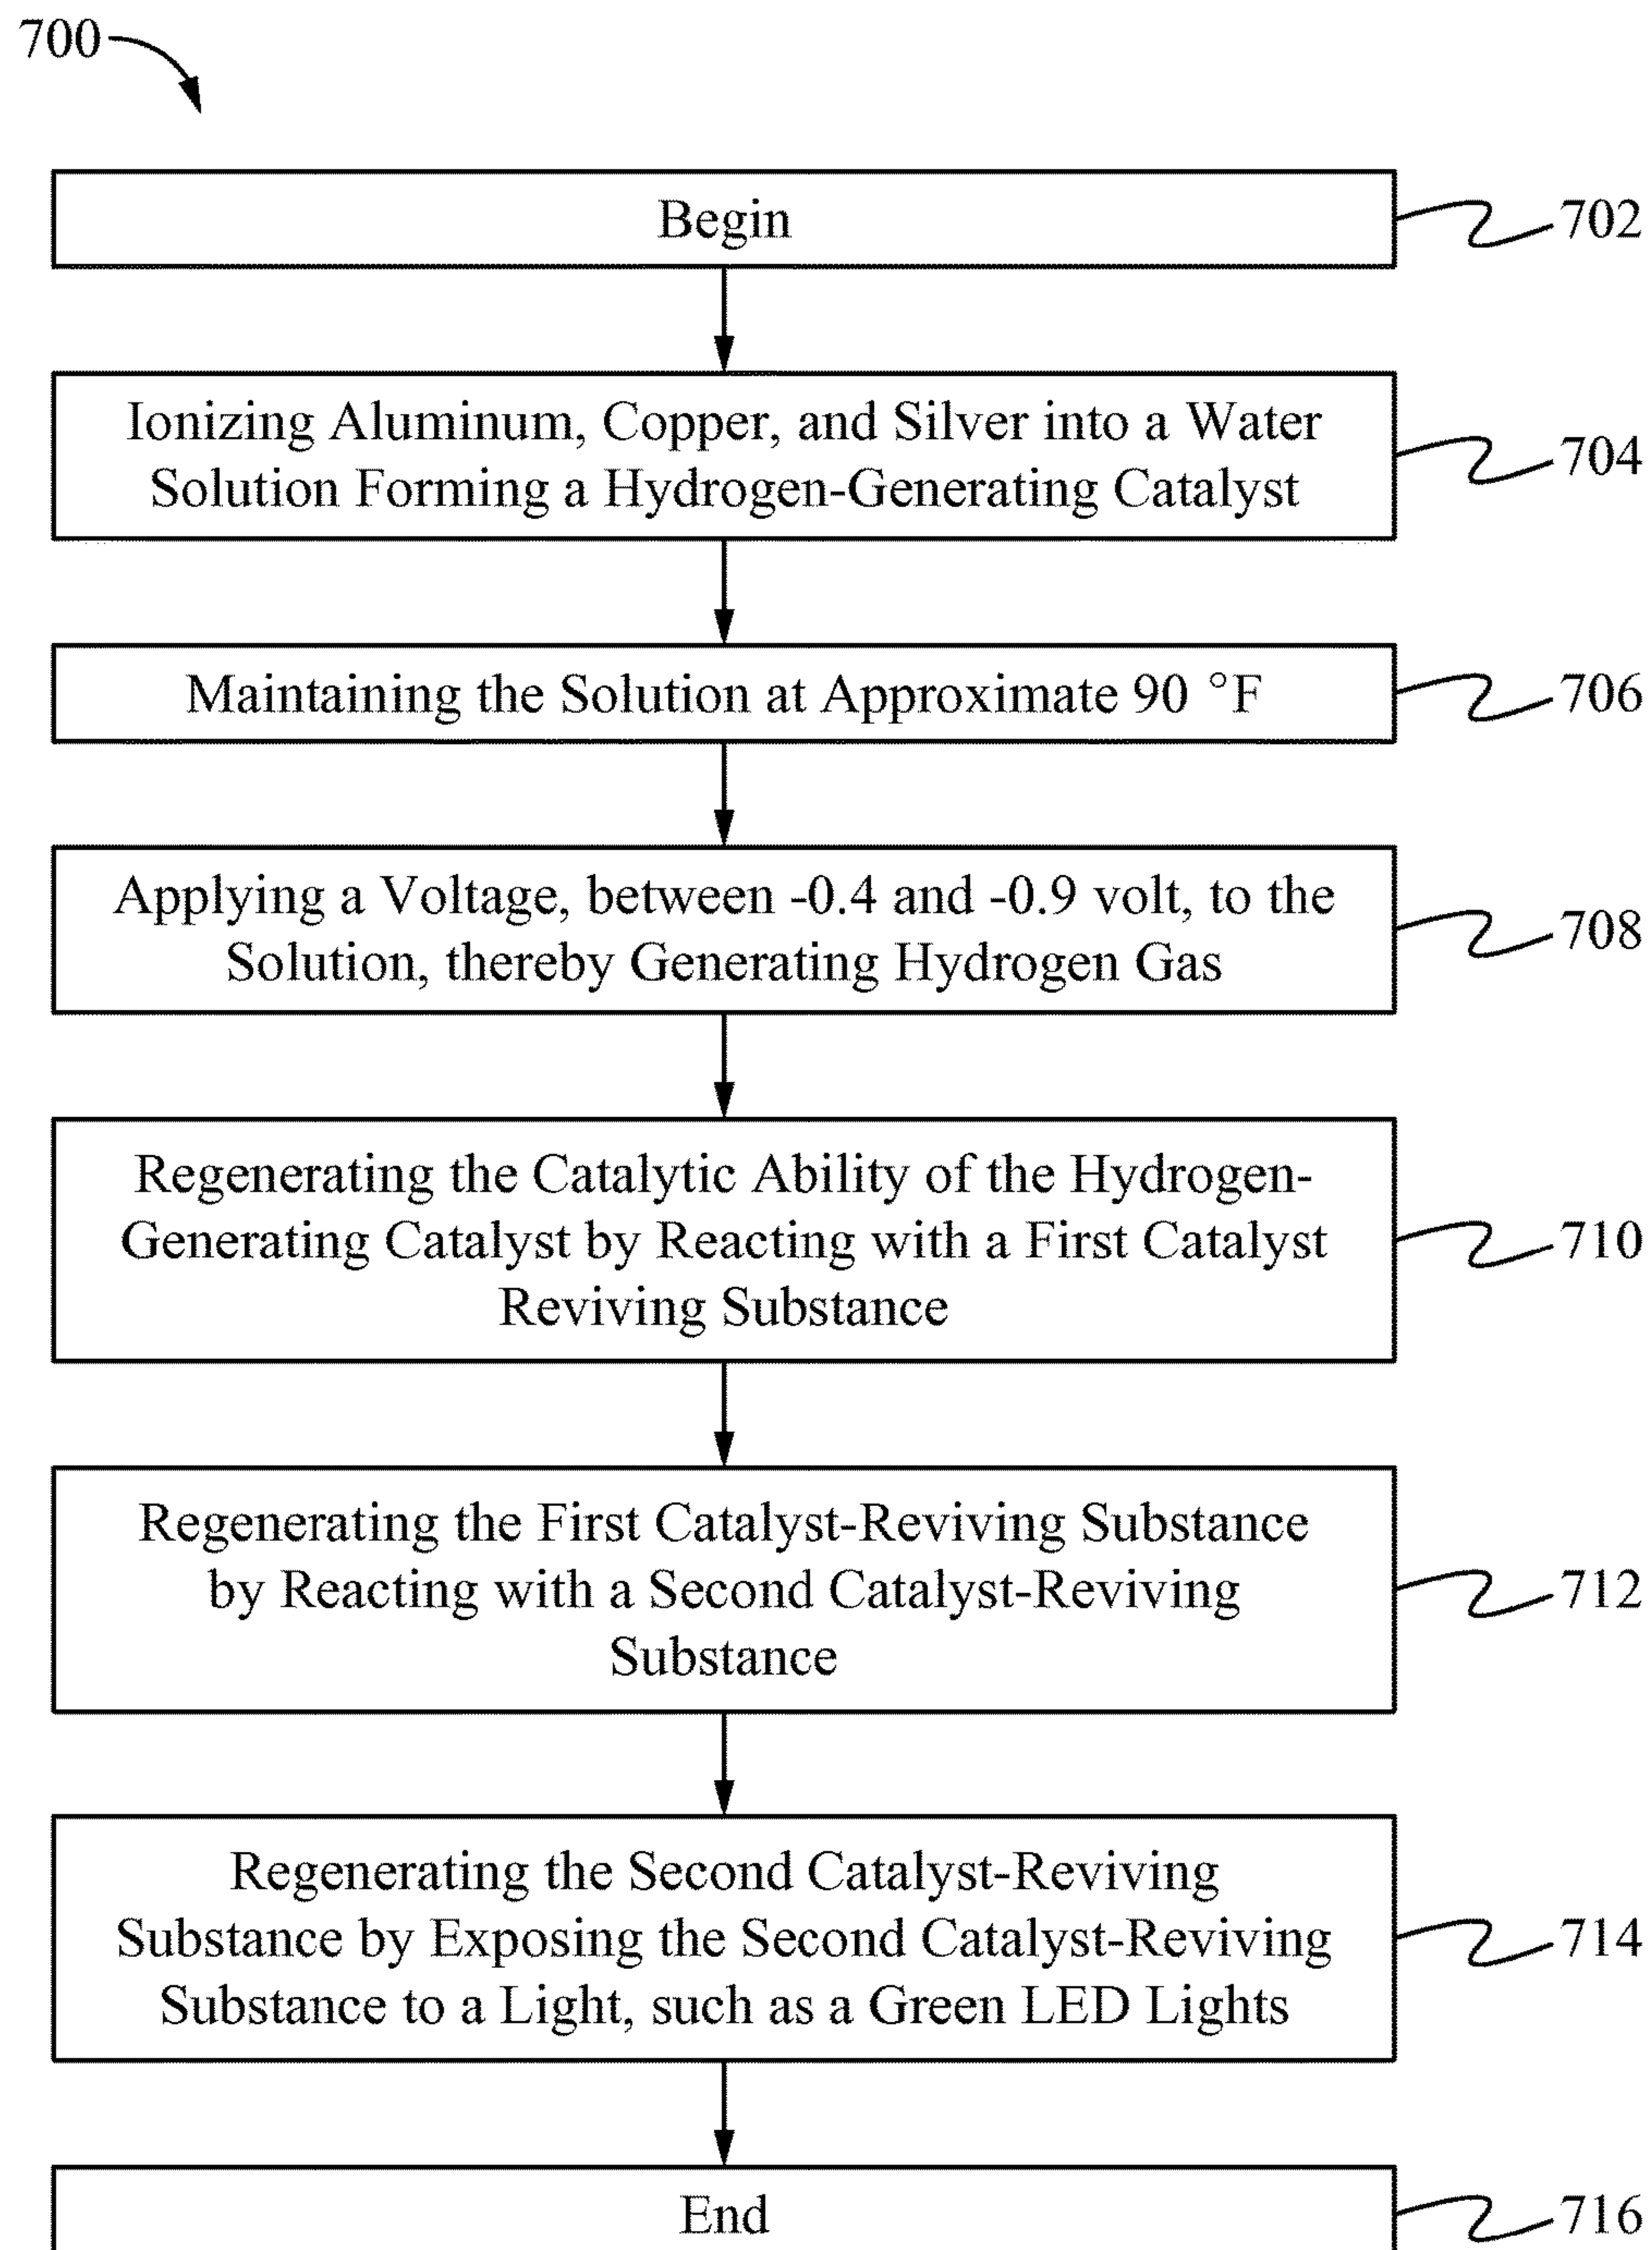 700
Begin
702
Ionizing Aluminum, Copper, and Silver into a Water
Solution Forming a Hydrogen-Generating Catalyst
704
Maintaining the Solution at Approximate 90 °F
706
Applying a Voltage, between -0.4 and -0.9 volt, to the
Solution, thereby Generating Hydrogen Gas
708
Regenerating the Catalytic Ability of the Hydrogen-
Generating Catalyst by Reacting with a First Catalyst
Reviving Substance
710
Regenerating the First Catalyst-Reviving Substance
by Reacting with a Second Catalyst-Reviving
Substance
712
Regenerating the Second Catalyst-Reviving
Substance by Exposing the Second Catalyst-Reviving
Substance to a Light, such as a Green LED Lights
714
End
716